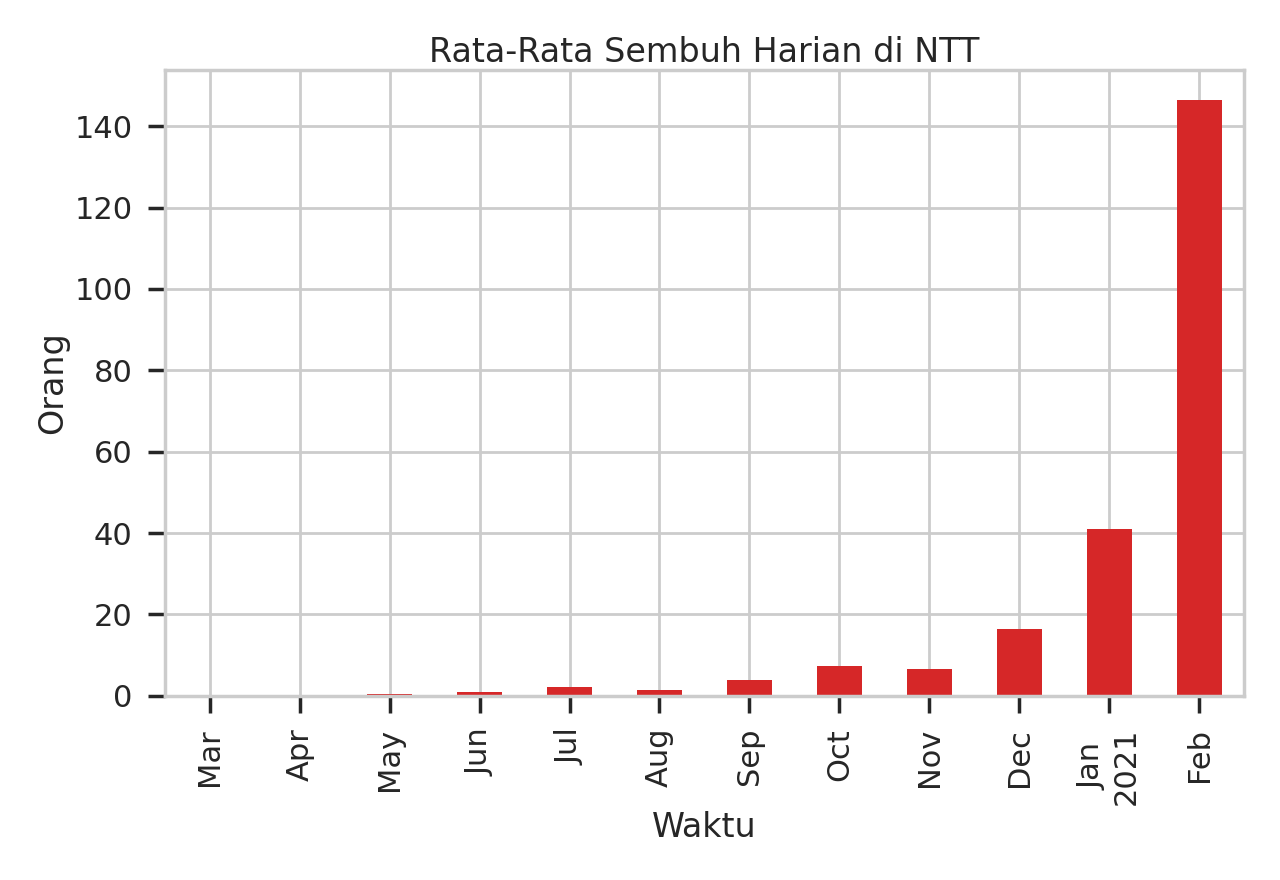 Rata-Rata Sembuh Harian di NTT
140
120
100
80
60
40
20
0
Orang
Mar
Apr
May
Jun
Jul
Aug
Sep
Oct
Nov
Dec
Jan
2021
Feb
Waktu